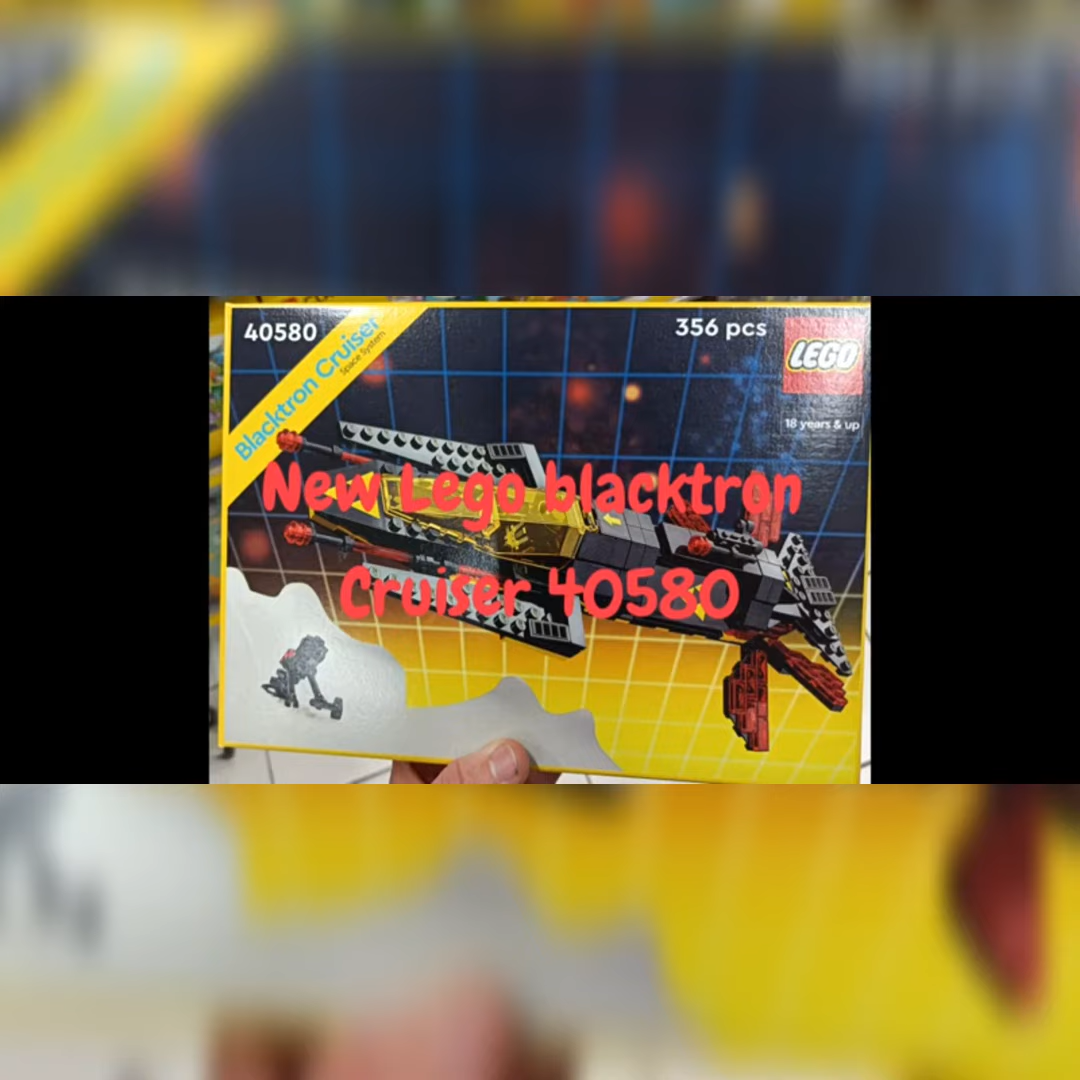 40580
356 pcs
LEGO
Blacktron Cruiser
Space System
18 years & up
New Lego blacktron
Cruiser 40580